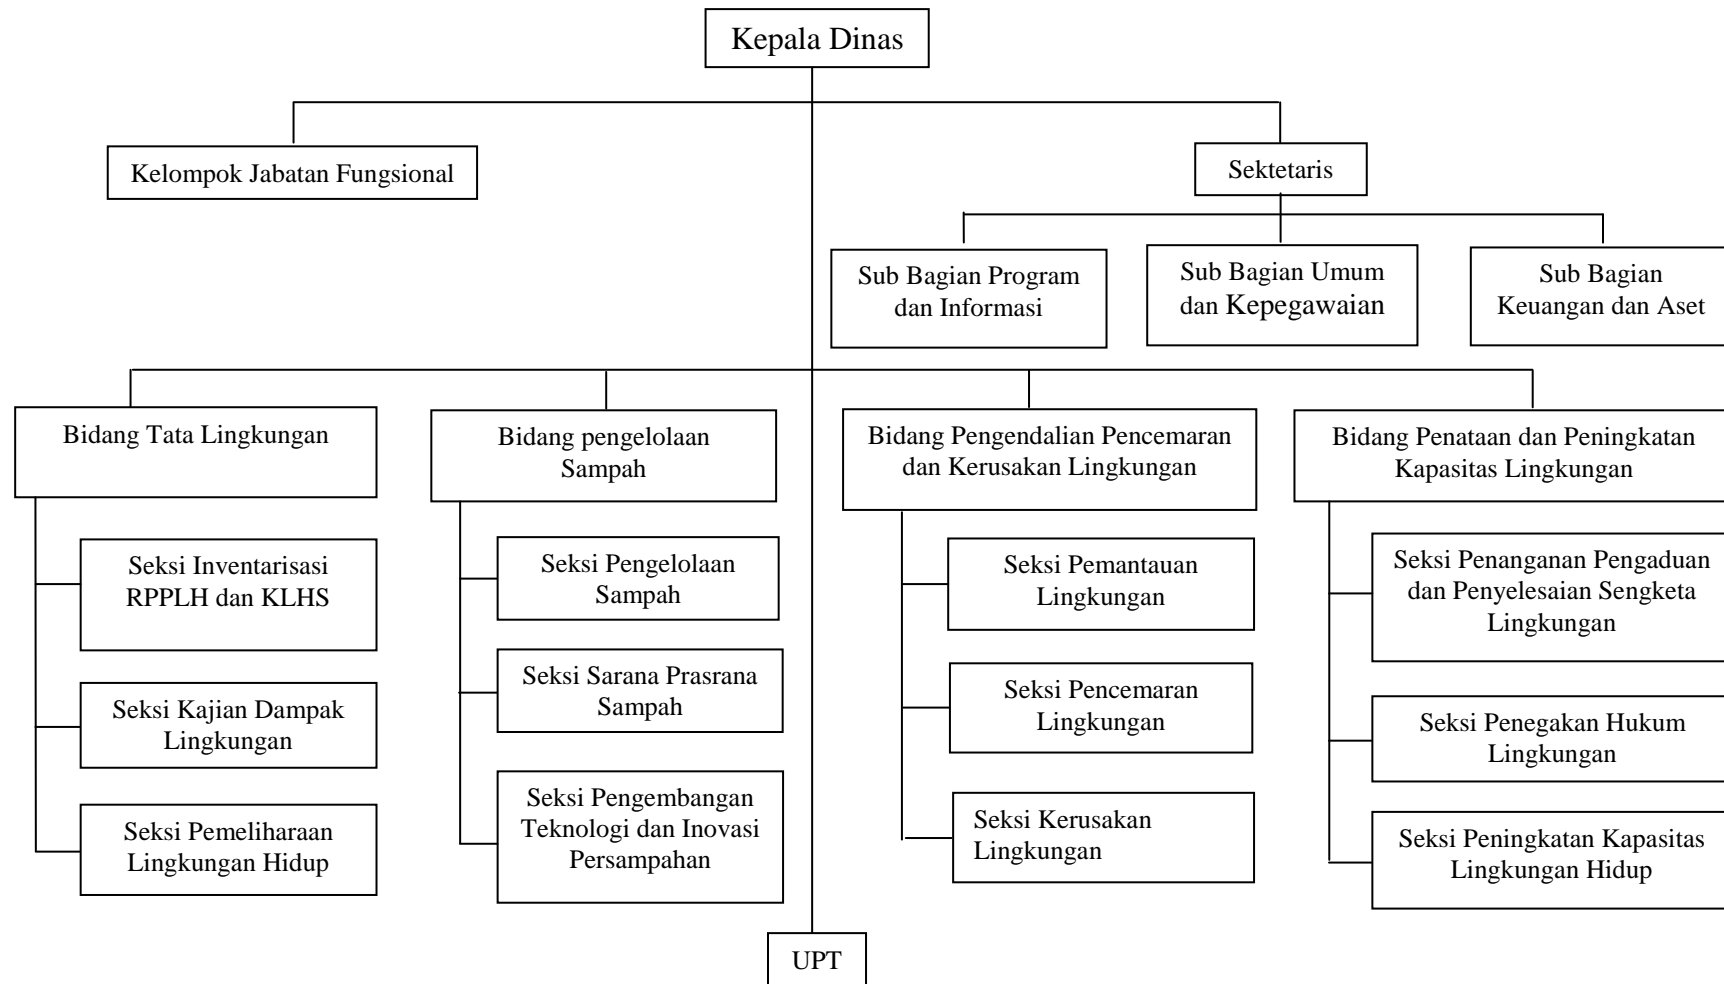 Kepala Dinas
Kelompok Jabatan Fungsional
Sektetaris
Sub Bagian Program
dan Informasi
Sub Bagian Umum
dan Kepegawaian
Sub Bagian
Keuangan dan Aset
Bidang Tata Lingkungan
Bidang pengelolaan
Sampah
Bidang Pengendalian Pencemaran
dan Kerusakan Lingkungan
Bidang Penataan dan Peningkatan
Kapasitas Lingkungan
Seksi Inventarisasi
RPPLH dan KLHS
Seksi Pengelolaan
Sampah
Seksi Pemantauan
Lingkungan
Seksi Penanganan Pengaduan
dan Penyelesaian Sengketa
Lingkungan
Seksi Kajian Dampak
Lingkungan
Seksi Sarana Prasrana
Sampah
Seksi Pencemaran
Lingkungan
Seksi Penegakan Hukum
Lingkungan
Seksi Pemeliharaan
Lingkungan Hidup
Seksi Pengembangan
Teknologi dan Inovasi
Persampahan
Seksi Kerusakan
Lingkungan
Seksi Peningkatan Kapasitas
Lingkungan Hidup
UPT